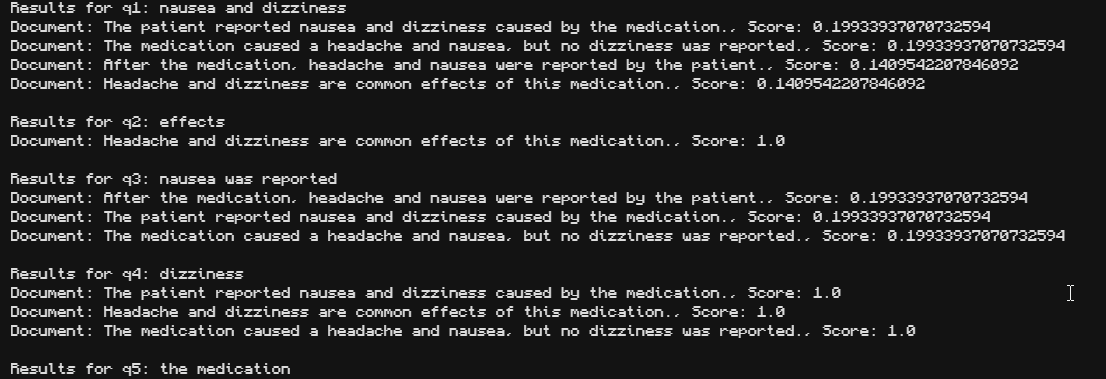 Results for q1: nausea and dizziness
Document: The patient reported nausea and dizziness caused by the medication., Score: 0.19933937070732594
Document: The medication caused a headache and nausea, but no dizziness was reported., Score: 0.19933937070732594
Document: After the medication, headache and nausea were reported by the patient., Score: 0.1409542207846092
Document: Headache and dizziness are common effects of this medication., Score: 0.1409542207846092
Results for q2: effects
Document: Headache and dizziness are common effects of this medication., Score: 1.0
Results for q3: nausea was reported
Document: After the medication, headache and nausea were reported by the patient., Score: 0.19933937070732594
Document: The patient reported nausea and dizziness caused by the medication., Score: 0.19933937070732594
Document: The medication caused a headache and nausea, but no dizziness was reported., Score: 0.19933937070732594
Results for q4: dizziness
Document: The patient reported nausea and dizziness caused by the medication., Score: 1.0
Document: Headache and dizziness are common effects of this medication., Score: 1.0
Document: The medication caused a headache and nausea, but no dizziness was reported., Score: 1.0
Results for q5: the medication